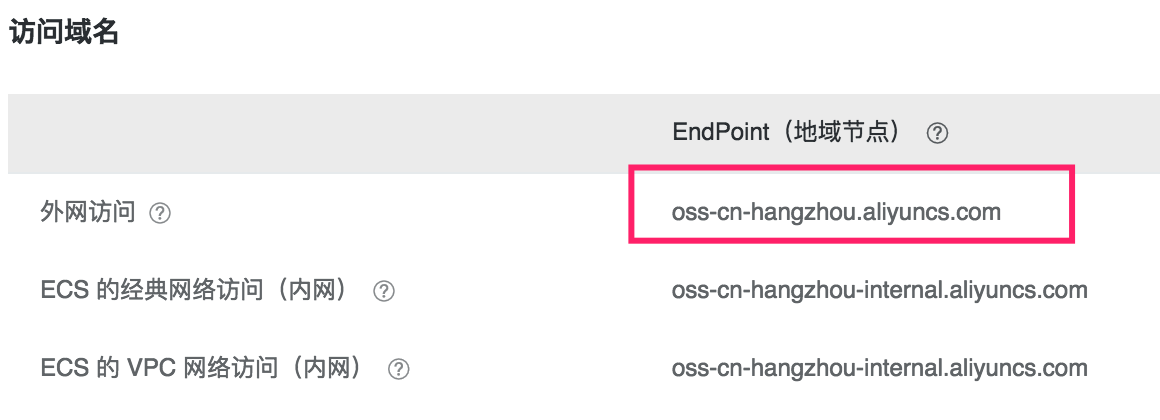 访问域名
EndPoint（地域节点） ?
外网访问 ? oss-cn-hangzhou.aliyuncs.com
ECS 的经典网络访问（内网） ? oss-cn-hangzhou-internal.aliyuncs.com
ECS 的 VPC 网络访问（内网） ? oss-cn-hangzhou-internal.aliyuncs.com